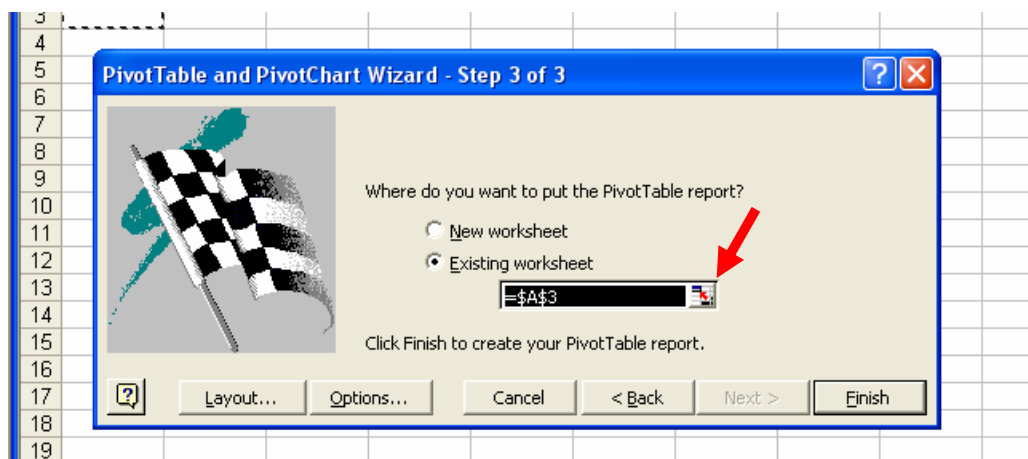 3
4
5
PivotTable and PivotChart Wizard - Step 3 of 3
?
6
7
8
9
Where do you want to put the PivotTable report?
10
11
New worksheet
12
Existing worksheet
13
=$A$3
14
15
Click Finish to create your PivotTable report.
16
17
?
Layout...
Options...
Cancel
< Back
Next >
Finish
18
19